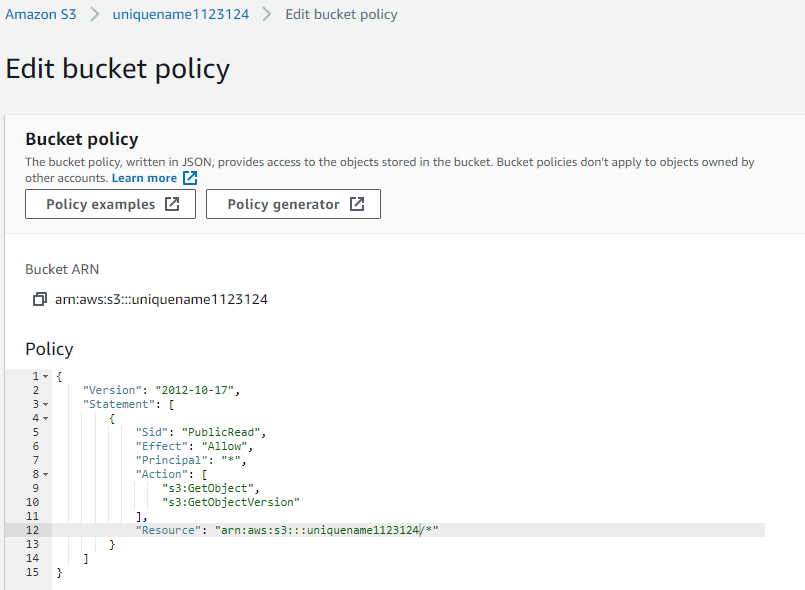 Amazon S3 > uniquename1123124 > Edit bucket policy
Edit bucket policy
Bucket policy
The bucket policy, written in JSON, provides access to the objects stored in the bucket. Bucket policies don't apply to objects owned by
other accounts. Learn more
Policy examples Policy generator
Bucket ARN
arn:aws:s3:::uniquename1123124
Policy
1 {
2     "Version": "2012-10-17",
3     "Statement": [
4         {
5             "Sid": "PublicRead",
6             "Effect": "Allow",
7             "Principal": "*",
8             "Action": [
9                 "s3:GetObject",
10                 "s3:GetObjectVersion"
11             ],
12             "Resource": "arn:aws:s3:::uniquename1123124/*"
13         }
14     ]
15 }